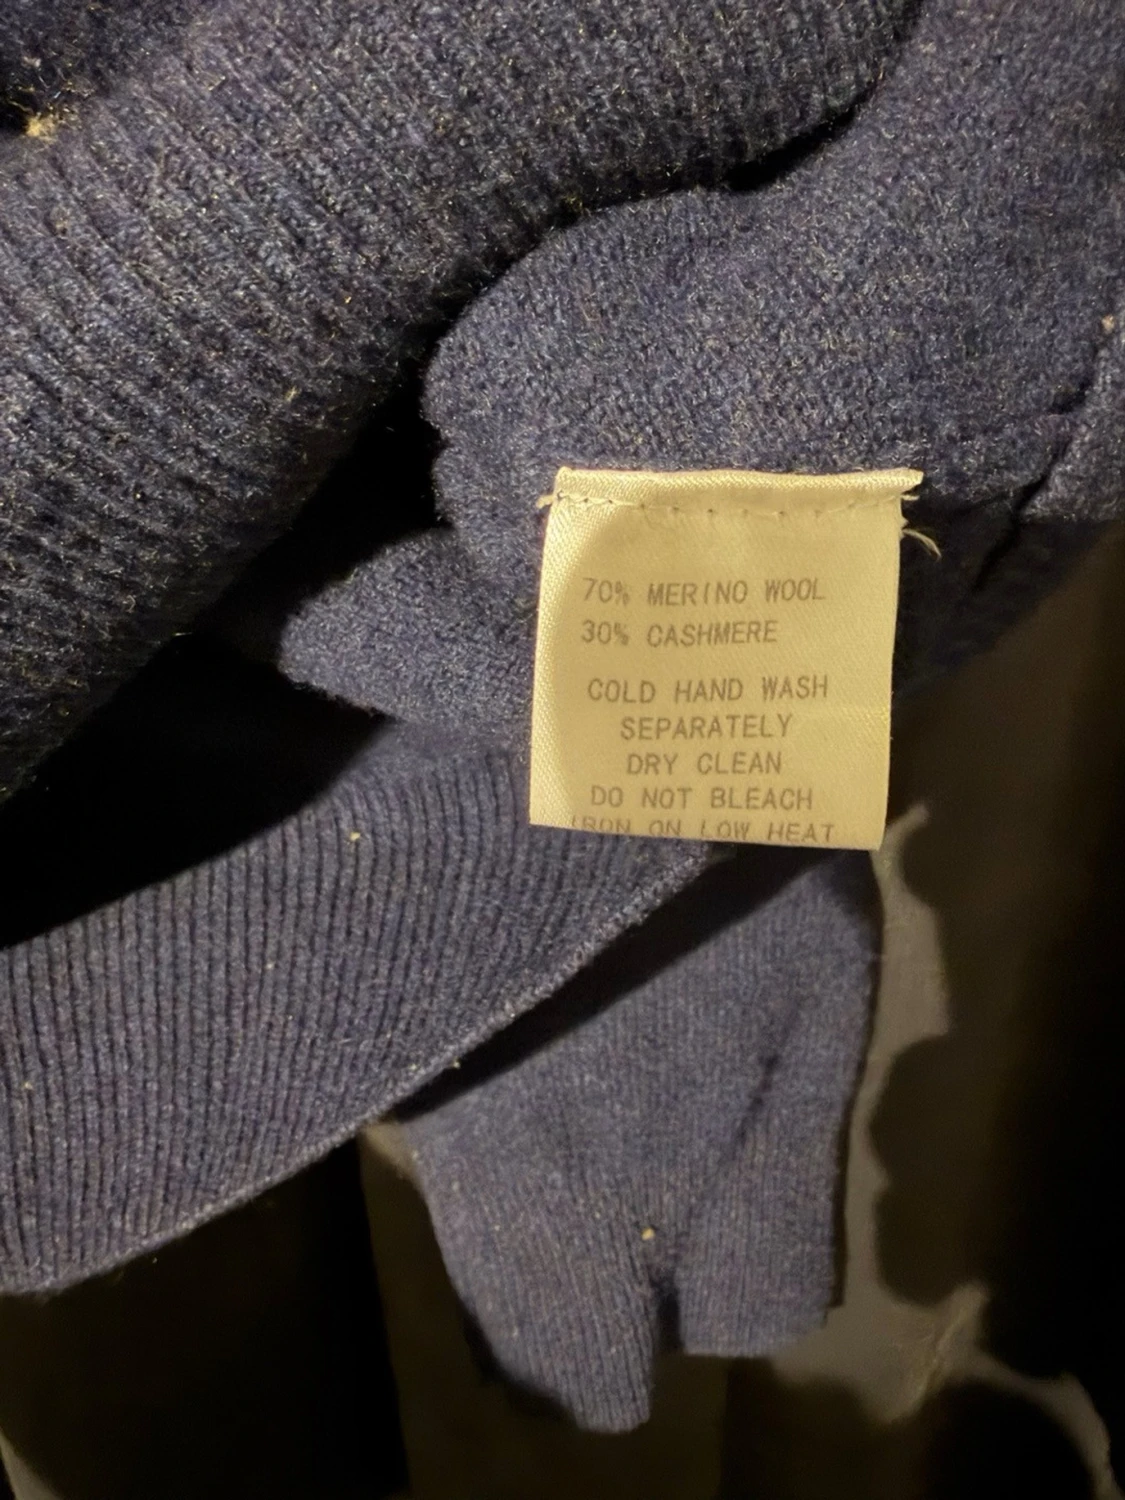 70% MERINO WOOL
30% CASHMERE
COLD HAND WASH
SEPARATELY
DRY CLEAN
DO NOT BLEACH
IRON ON LOW HEAT